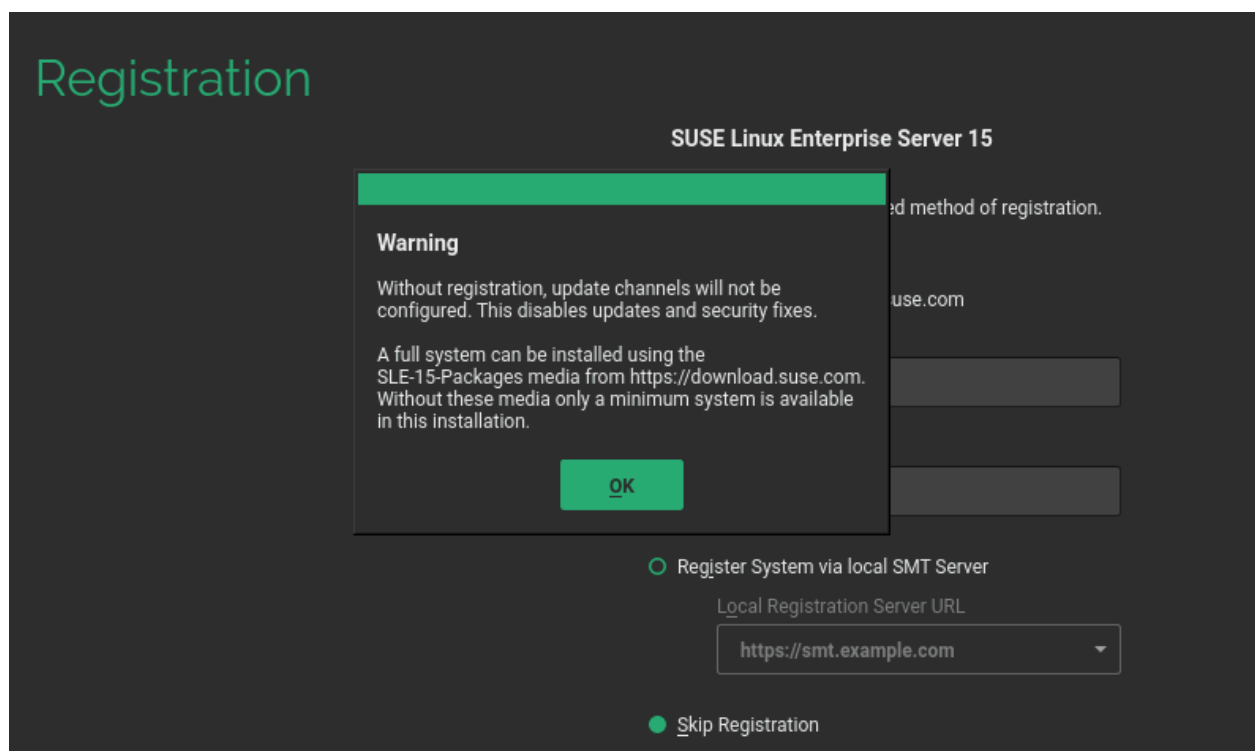 Registration
SUSE Linux Enterprise Server 15
ed method of registration.
Warning
Without registration, update channels will not be
configured. This disables updates and security fixes.
suse.com
A full system can be installed using the
SLE-15-Packages media from https://download.suse.com.
Without these media only a minimum system is available
in this installation.
OK
Register System via local SMT Server
Local Registration Server URL
https://smt.example.com
Skip Registration